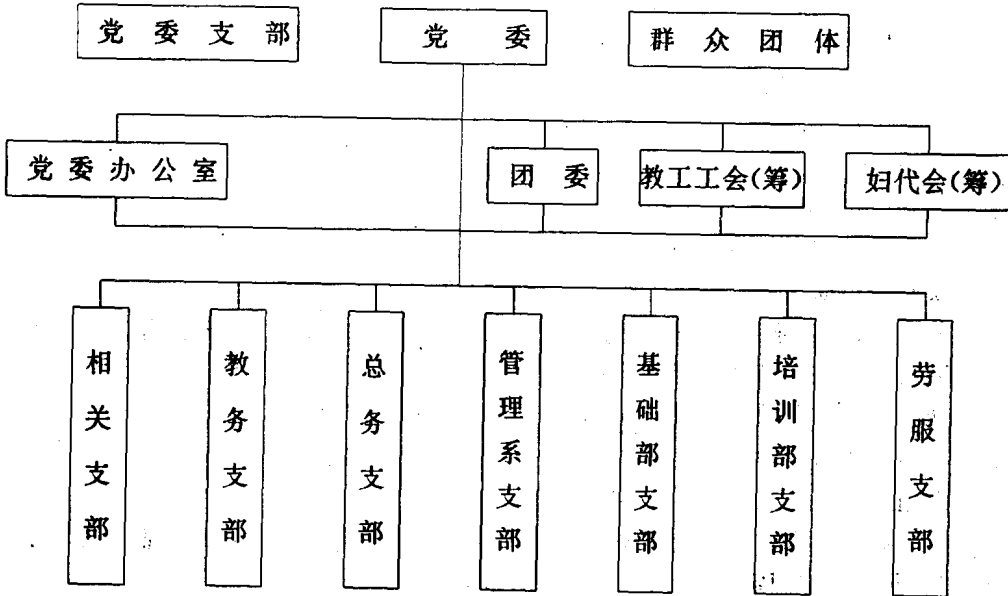 党委支部
党委
群众团体
党委办公室
团委
教工工会(筹)
妇代会(筹)
相关支部
教务支部
总务支部
管理系支部
基础部支部
培训部支部
劳服支部